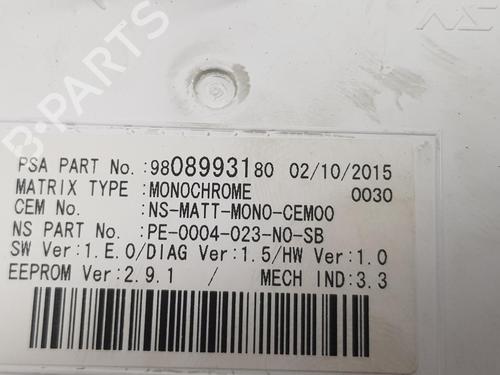 NS
B-PARTS
PSA PART No. :9808993180 02/10/2015
MATRIX TYPE :MONOCHROME 0030
CEM No. :NS-MATT-MONO-CEM00
NS PART No. :PE-0004-023-N0-SB
SW Ver:1.E.0/DIAG Ver:1.5/HW Ver:1.0
EEPROM Ver:2.9.1 / MECH IND:3.3